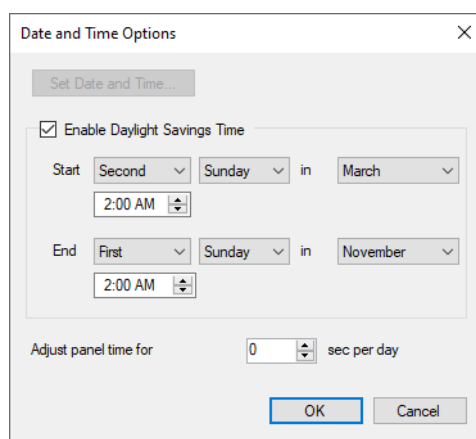 Date and Time Options
Set Date and Time...
Enable Daylight Savings Time
Start Second Sunday in March
2:00 AM
End First Sunday in November
2:00 AM
Adjust panel time for 0 sec per day
OK Cancel